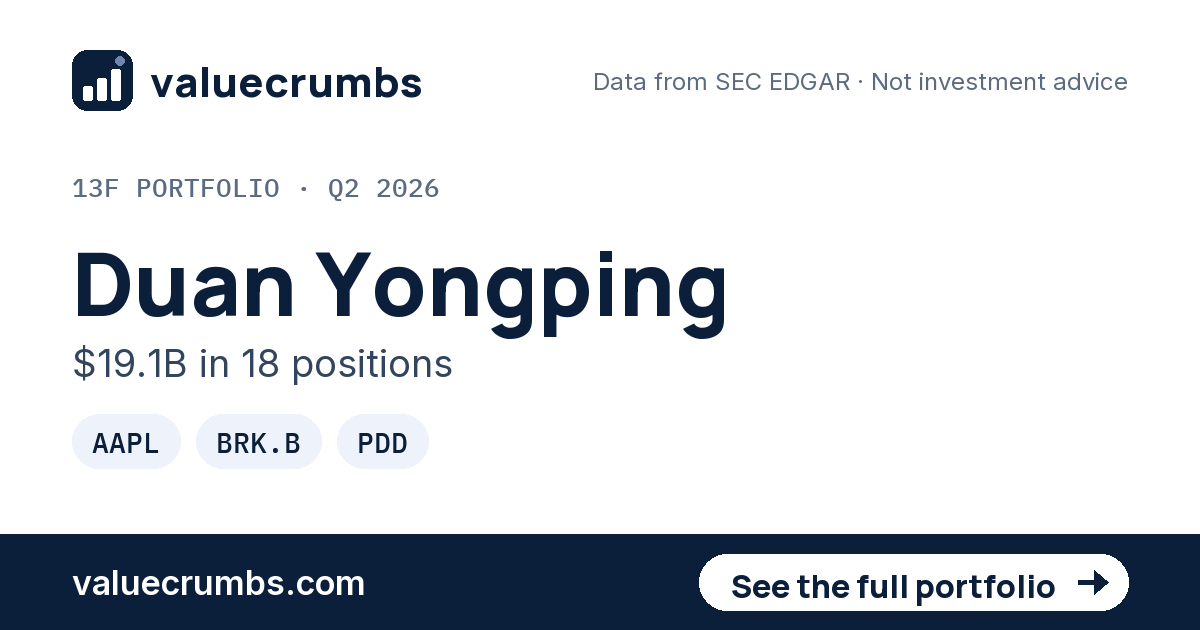 valuecrumbs
Data from SEC EDGAR · Not investment advice
13F PORTFOLIO · Q2 2026
Duan Yongping
$19.1B in 18 positions
AAPL BRK.B PDD
valuecrumbs.com
See the full portfolio →